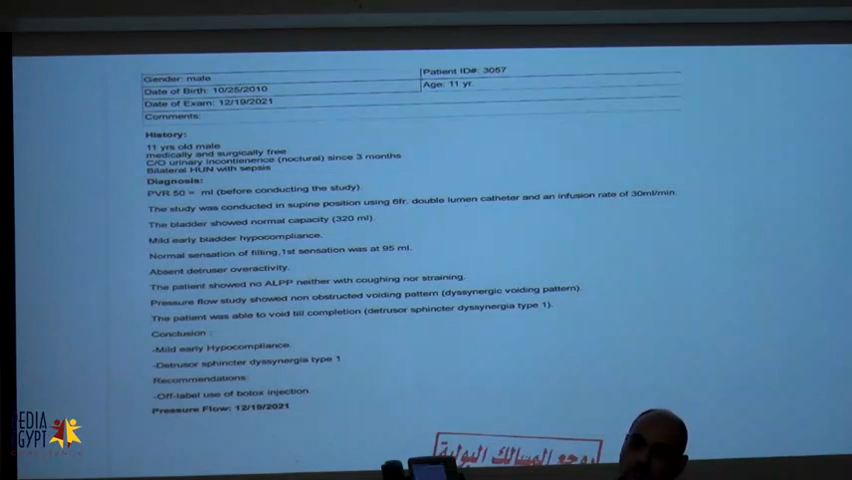 Gender: male
Patient ID#: 3057
Date of Birth: 10/25/2010
Age: 11 yr.
Date of Exam: 12/19/2021
Comments:
History:
11 yrs old male
medically and surgically free
C/O urinary incontienence (noctural) since 3 months
Bilateral HUN with sepsis
Diagnosis:
PVR 50 = ml (before conducting the study).
The study was conducted in supine position using 6fr. double lumen catheter and an infusion rate of 30ml/min.
The bladder showed normal capacity (320 ml).
Mild early bladder hypocompliance.
Normal sensation of filling,1st sensation was at 95 ml.
Absent detruser overactivity.
The patient showed no ALPP neither with coughing nor straining.
Pressure flow study showed non obstructed voiding pattern (dyssynergic voiding pattern).
The patient was able to void till completion (detrusor sphincter dyssynergia type 1).
Conclusion :
-Mild early Hypocompliance.
-Detrusor sphincter dyssynergia type 1
Recommendations:
-Off-label use of botox injection.
Pressure Flow: 12/19/2021
المسالك البولية
PEDIA
EGYPT